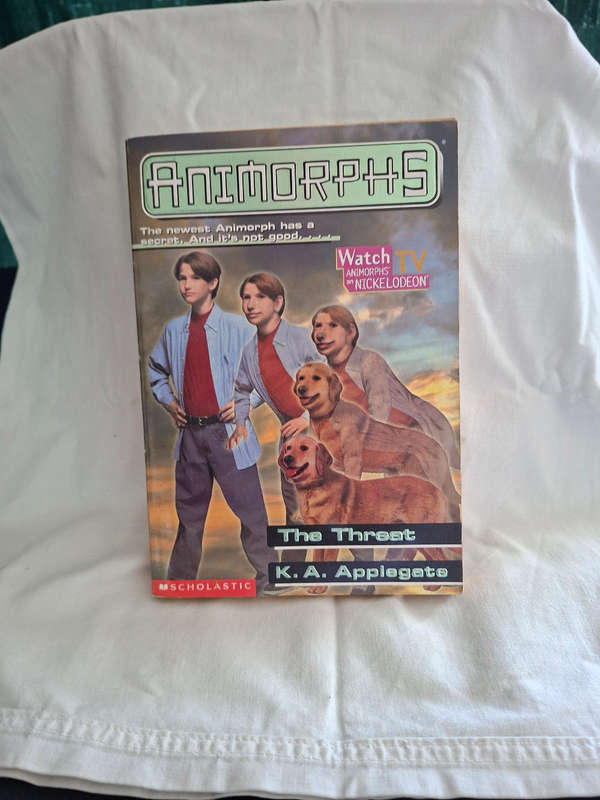 ANIMORPHS®
The newest Animorph has a
secret. And it's not good. . . .
Watch TV
ANIMORPHS
on NICKELODEON
The Threat
K. A. Applegate
SCHOLASTIC